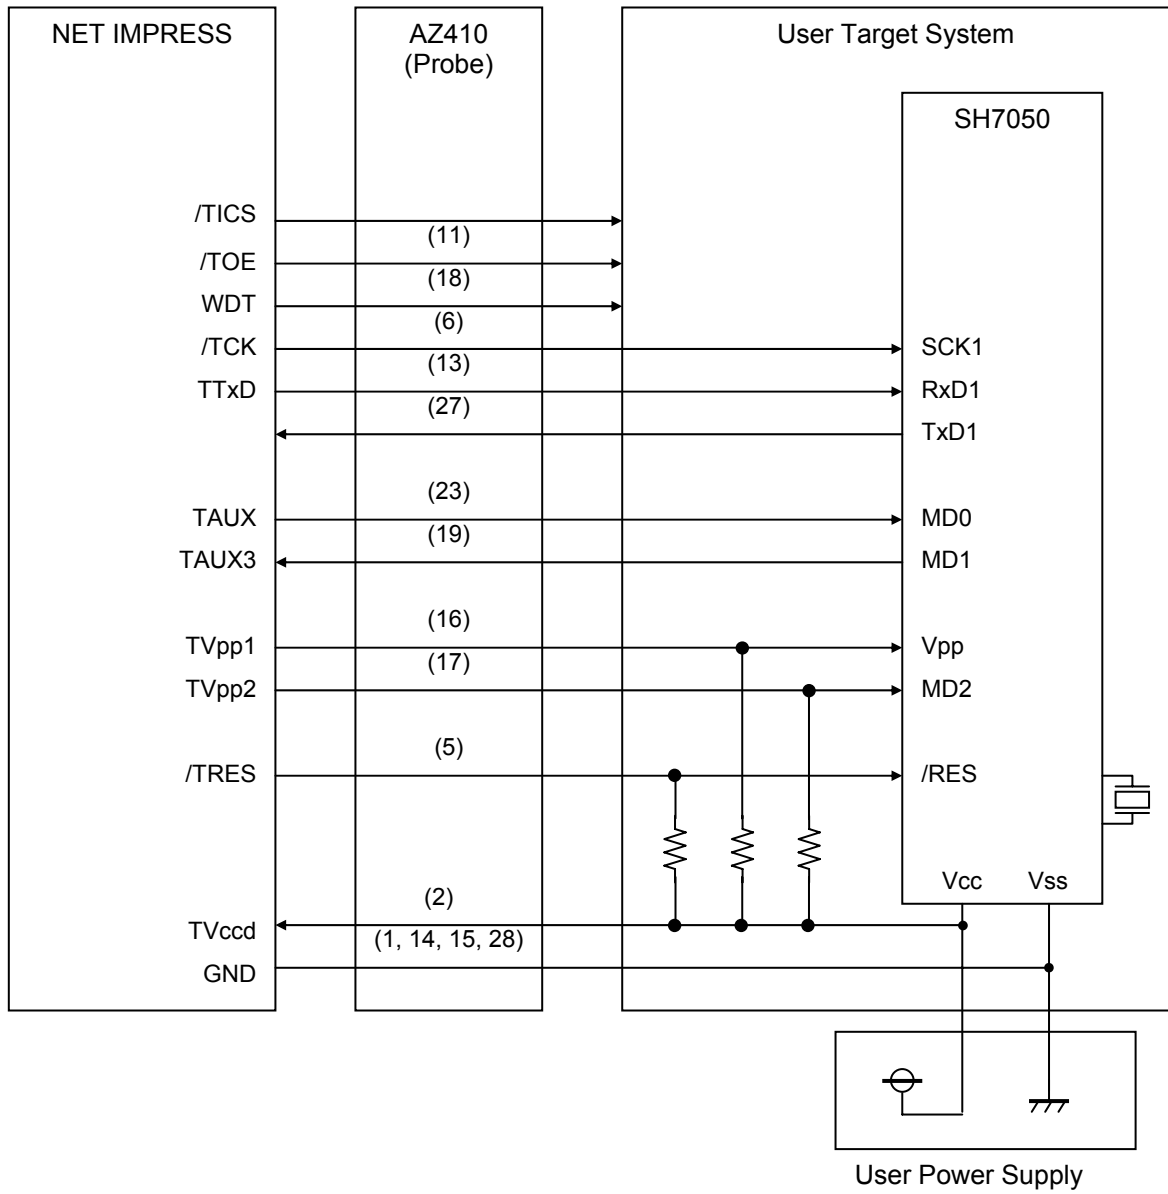 NET IMPRESS
AZ410
(Probe)
User Target System
SH7050
/TICS
(11)
/TOE
(18)
WDT
(6)
/TCK
SCK1
(13)
TTxD
RxD1
(27)
TxD1
(23)
TAUX
MD0
(19)
TAUX3
MD1
(16)
TVpp1
Vpp
(17)
TVpp2
MD2
(5)
/TRES
/RES
Vcc
Vss
(2)
TVccd
(1, 14, 15, 28)
GND
User Power Supply